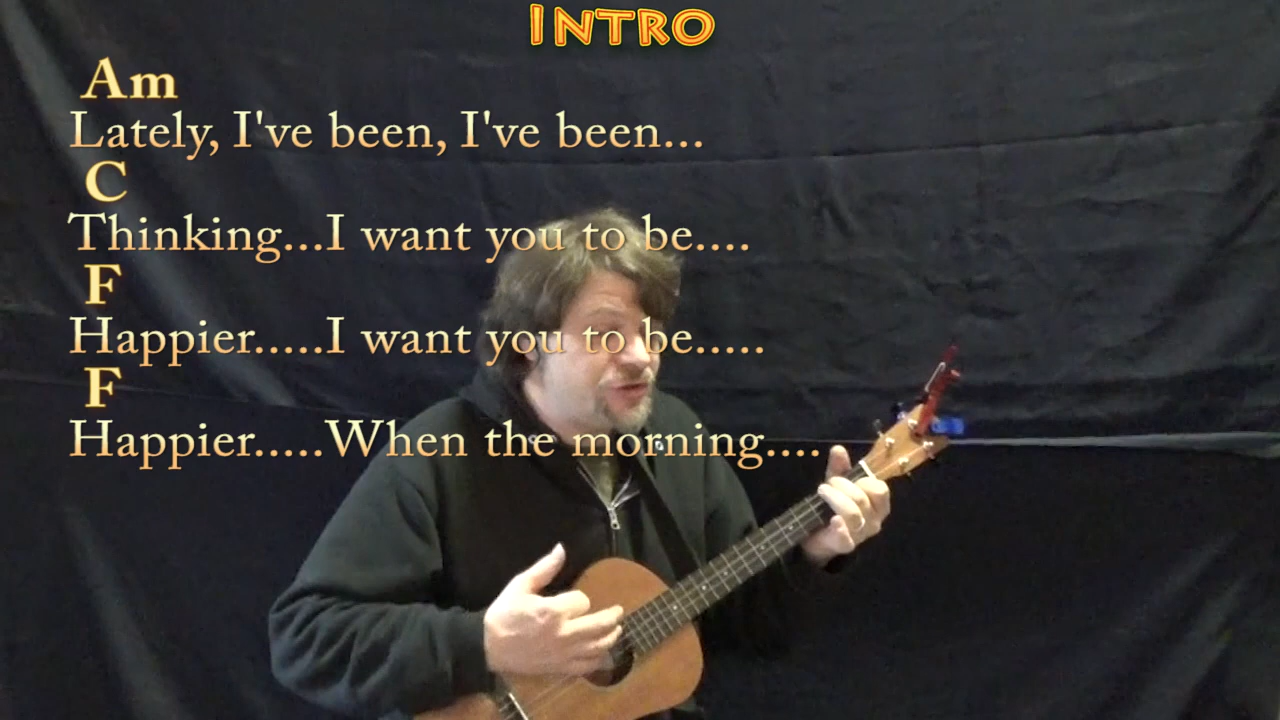 INTRO
Am
Lately, I've been, I've been...
C
Thinking...I want you to be....
F
Happier.....I want you to be.....
F
Happier.....When the morning....